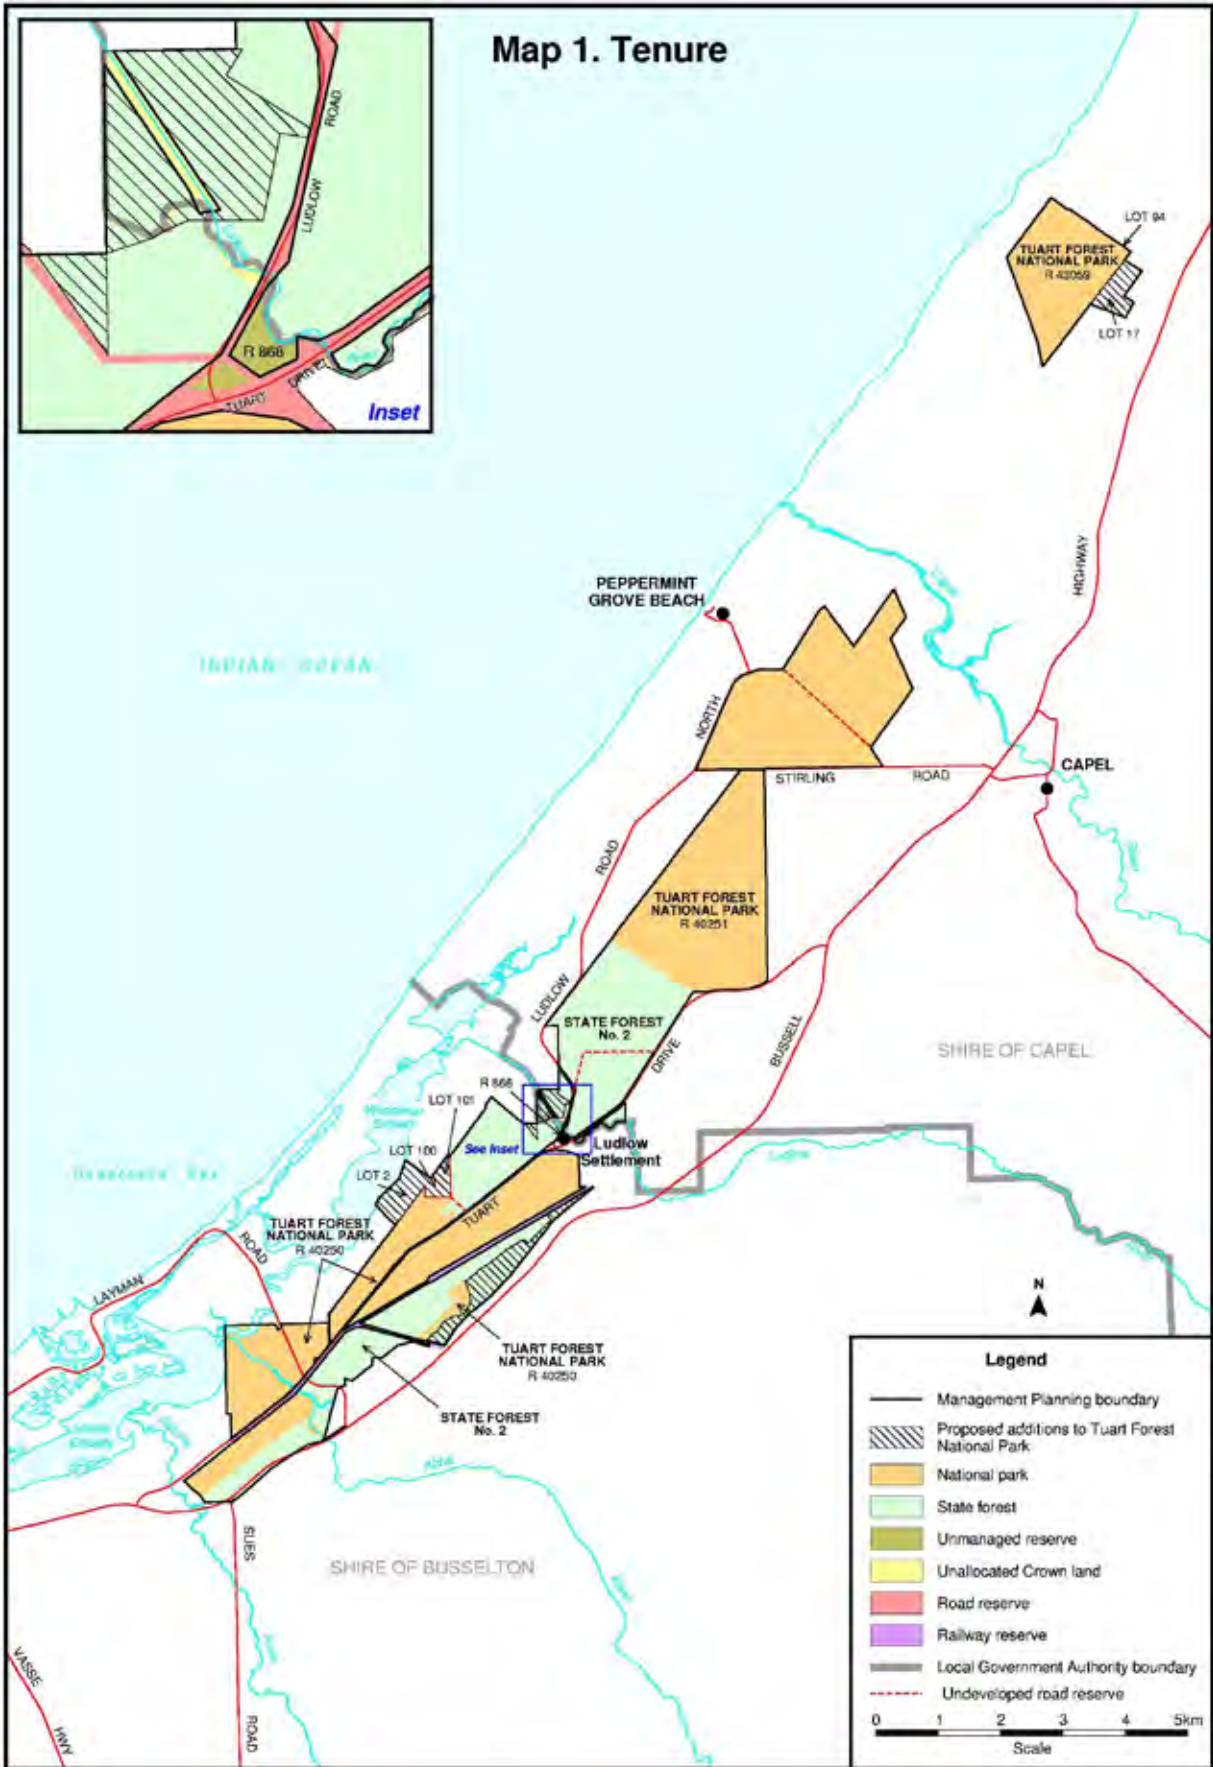 Map 1. Tenure
ROAD
LUDLOW
R 868
DRIVE
TUART
Inset
LOT 94
TUART FOREST
NATIONAL PARK
LOT 17
HIGHWAY
PEPPERMINT
GROVE BEACH
INDIAN OCEAN
NORTH
STIRLING
ROAD
CAPEL
ROAD
TUART FOREST
NATIONAL PARK
R 40251
LUDLOW
STATE FOREST
No. 2
DRIVE
BUSSELL
SHIRE OF CAPEL
R 868
LOT 101
See Inset
Ludlow
Settlement
LOT 100
LOT 2
TUART
TUART FOREST
NATIONAL PARK
R 40250
ROAD
LAYMAN
N
TUART FOREST
NATIONAL PARK
R 40250
STATE FOREST
No. 2
SUES
ROAD
SHIRE OF BUSSELTON
VASSE
HWY
Legend
Management Planning boundary
Proposed additions to Tuart Forest
National Park
National park
State forest
Unmanaged reserve
Unallocated Crown land
Road reserve
Railway reserve
Local Government Authority boundary
Undeveloped road reserve
0 1 2 3 4 5km
Scale